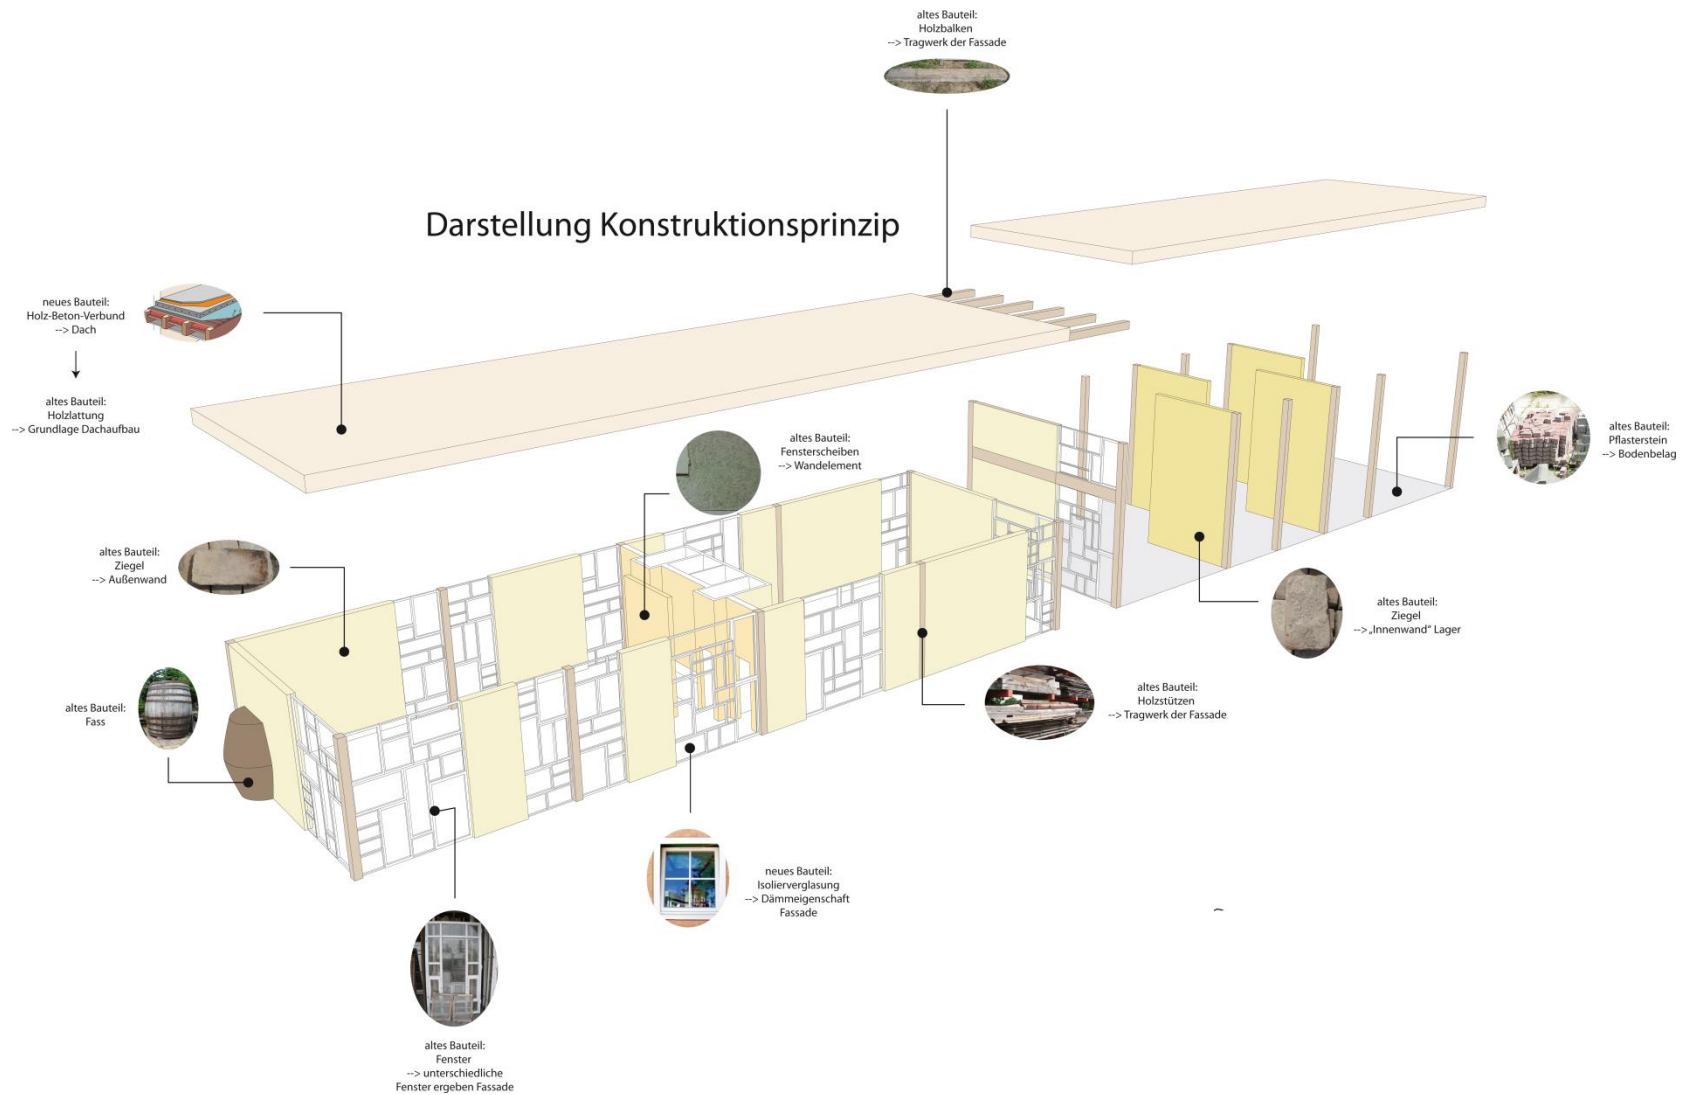 altes Bauteil:
Holzbalken
--> Tragwerk der Fassade
Darstellung Konstruktionsprinzip
neues Bauteil:
Holz-Beton-Verbund
--> Dach
altes Bauteil:
Holzlattung
--> Grundlage Dachaufbau
altes Bauteil:
Fensterscheiben
--> Wandelement
altes Bauteil:
Pflasterstein
--> Bodenbelag
altes Bauteil:
Ziegel
--> Außenwand
altes Bauteil:
Ziegel
-->„Innenwand“ Lager
altes Bauteil:
Fass
altes Bauteil:
Holzstützen
--> Tragwerk der Fassade
neues Bauteil:
Isolierverglasung
--> Dämmeigenschaft
Fassade
altes Bauteil:
Fenster
--> unterschiedliche
Fenster ergeben Fassade